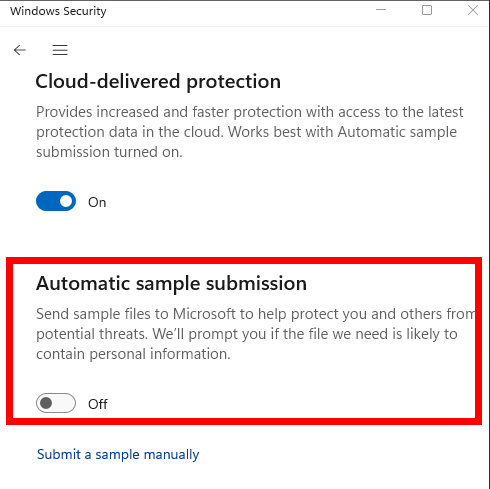 Windows Security
Cloud-delivered protection
Provides increased and faster protection with access to the latest
protection data in the cloud. Works best with Automatic sample
submission turned on.
On
Automatic sample submission
Send sample files to Microsoft to help protect you and others from
potential threats. We’ll prompt you if the file we need is likely to
contain personal information.
Off
Submit a sample manually